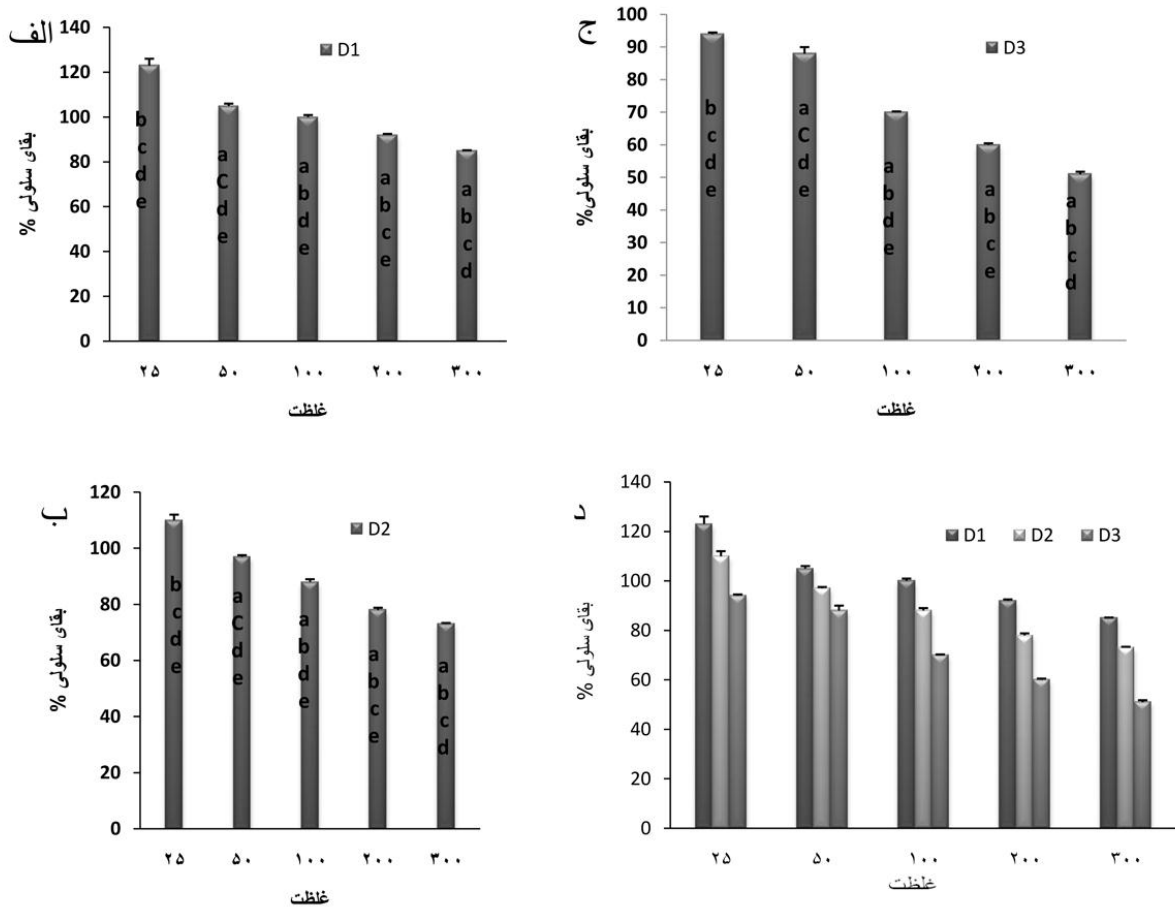 الف
D1
بقای سلولی %
140
120
100
80
60
40
20
0
b c d e
a C d e
a b d e
a b c e
a b c d
۲۵ ۵۰ ۱۰۰ ۲۰۰ ۳۰۰
غلظت
ج
D3
بقای سلولی%
100
90
80
70
60
50
40
30
20
10
0
b c d e
a C d e
a b d e
a b c e
a b c d
۲۵ ۵۰ ۱۰۰ ۲۰۰ ۳۰۰
غلظت
D2
بقای سلولی %
120
100
80
60
40
20
0
b c d e
a C d e
a b d e
a b c e
a b c d
۲۵ ۵۰ ۱۰۰ ۲۰۰ ۳۰۰
غلظت
D1 D2 D3
بقای سلولی %
140
120
100
80
60
40
20
0
۲۵ ۵۰ ۱۰۰ ۲۰۰ ۳۰۰
غلظت